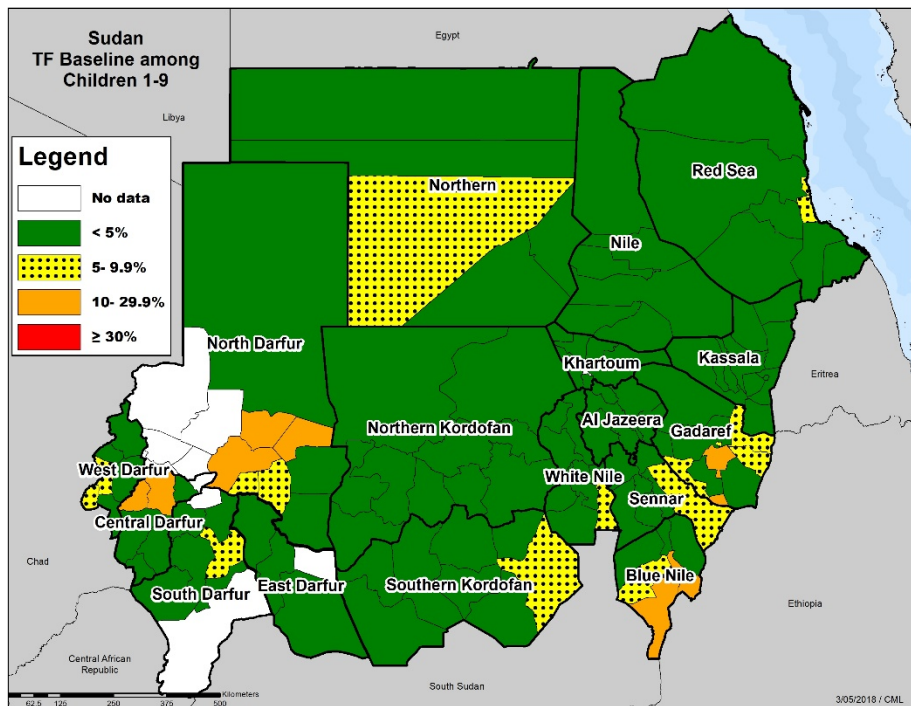 Sudan
TF Baseline among
Children 1-9
Egypt
Libya
Legend
No data
< 5%
5- 9.9%
10- 29.9%
≥ 30%
Northern
Red Sea
Nile
North Darfur
Khartoum
Kassala
Eritrea
Northern Kordofan
Al Jazeera
Gadaref
West Darfur
White Nile
Sennar
Central Darfur
Chad
South Darfur
East Darfur
Southern Kordofan
Blue Nile
Ethiopia
Central African
Republic
South Sudan
Kilometers
62.5 125 250 375 500
3/05/2018 / CML